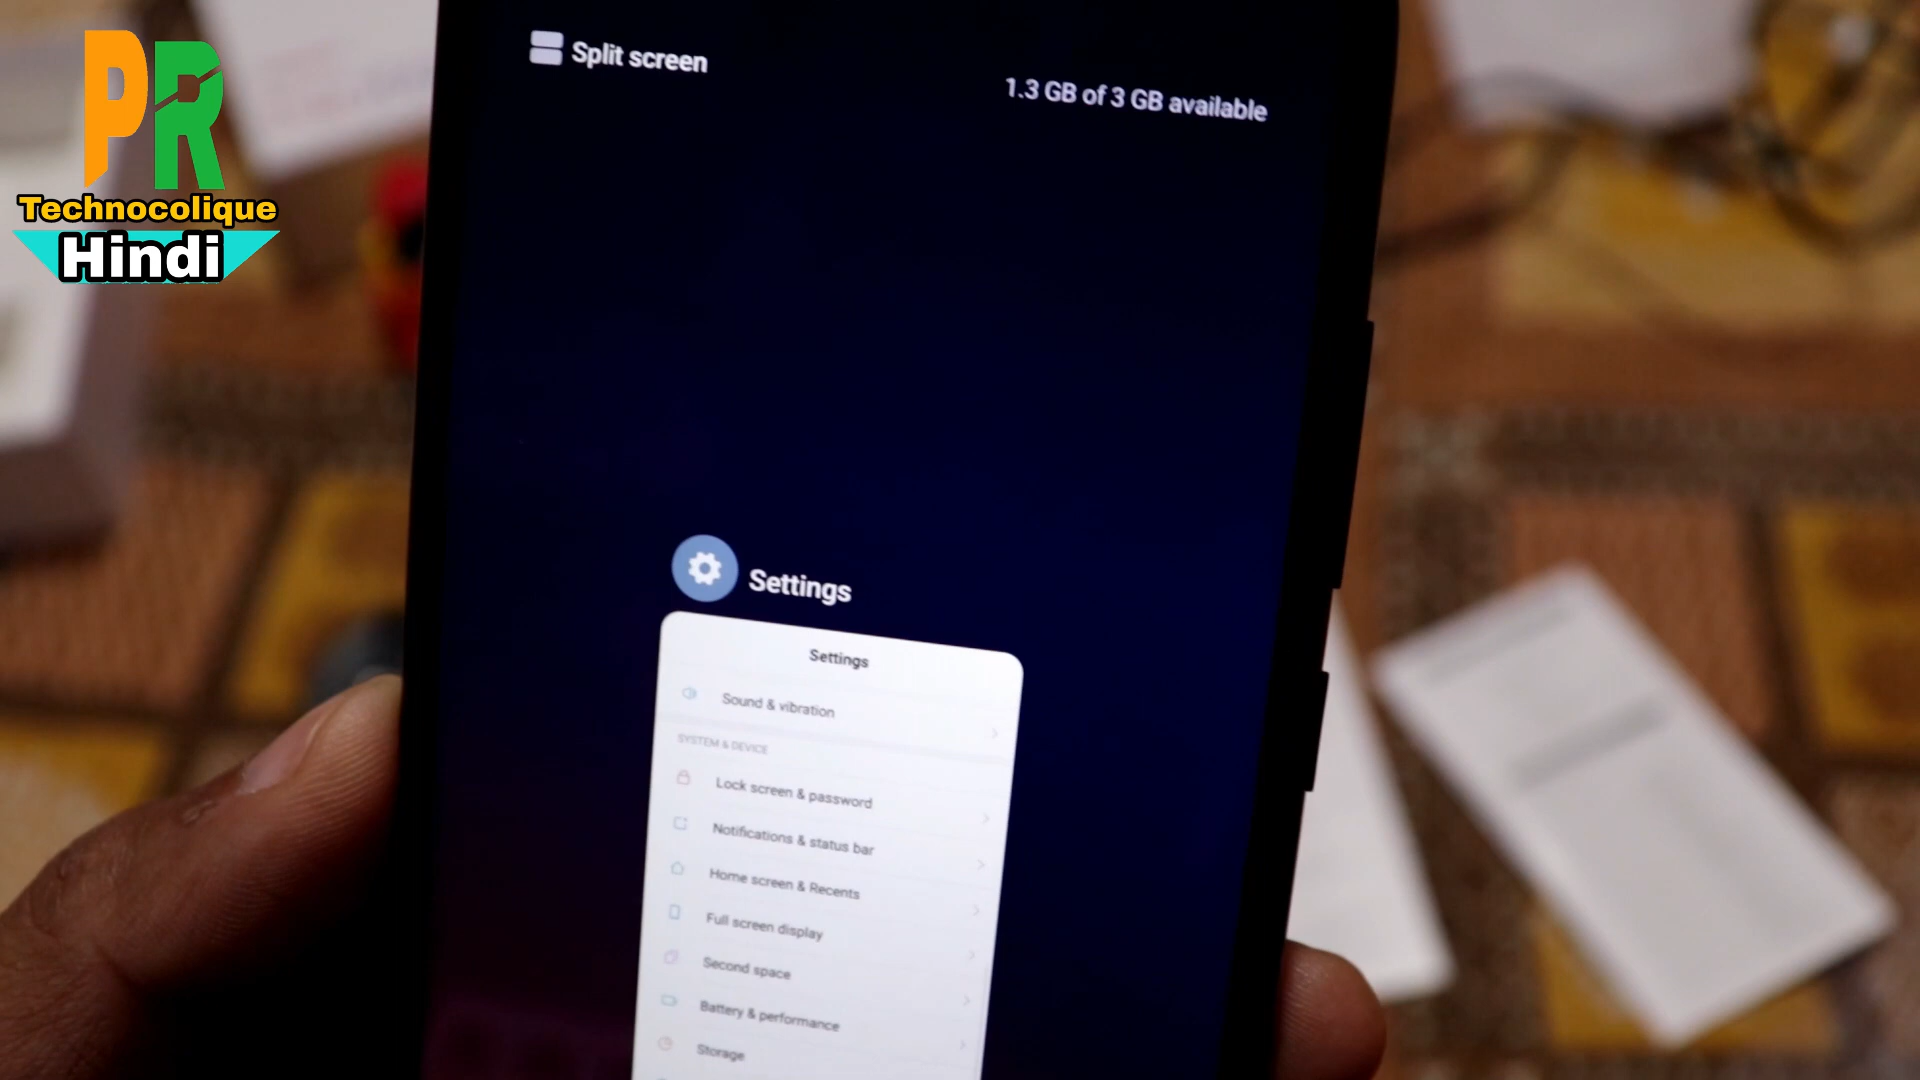 PR
Technocolique
Hindi
Split screen
1.3 GB of 3 GB available
Settings
Settings
Sound & vibration
SYSTEM & DEVICE
Lock screen & password
Notifications & status bar
Home screen & Recents
Full screen display
Second space
Battery & performance
Storage